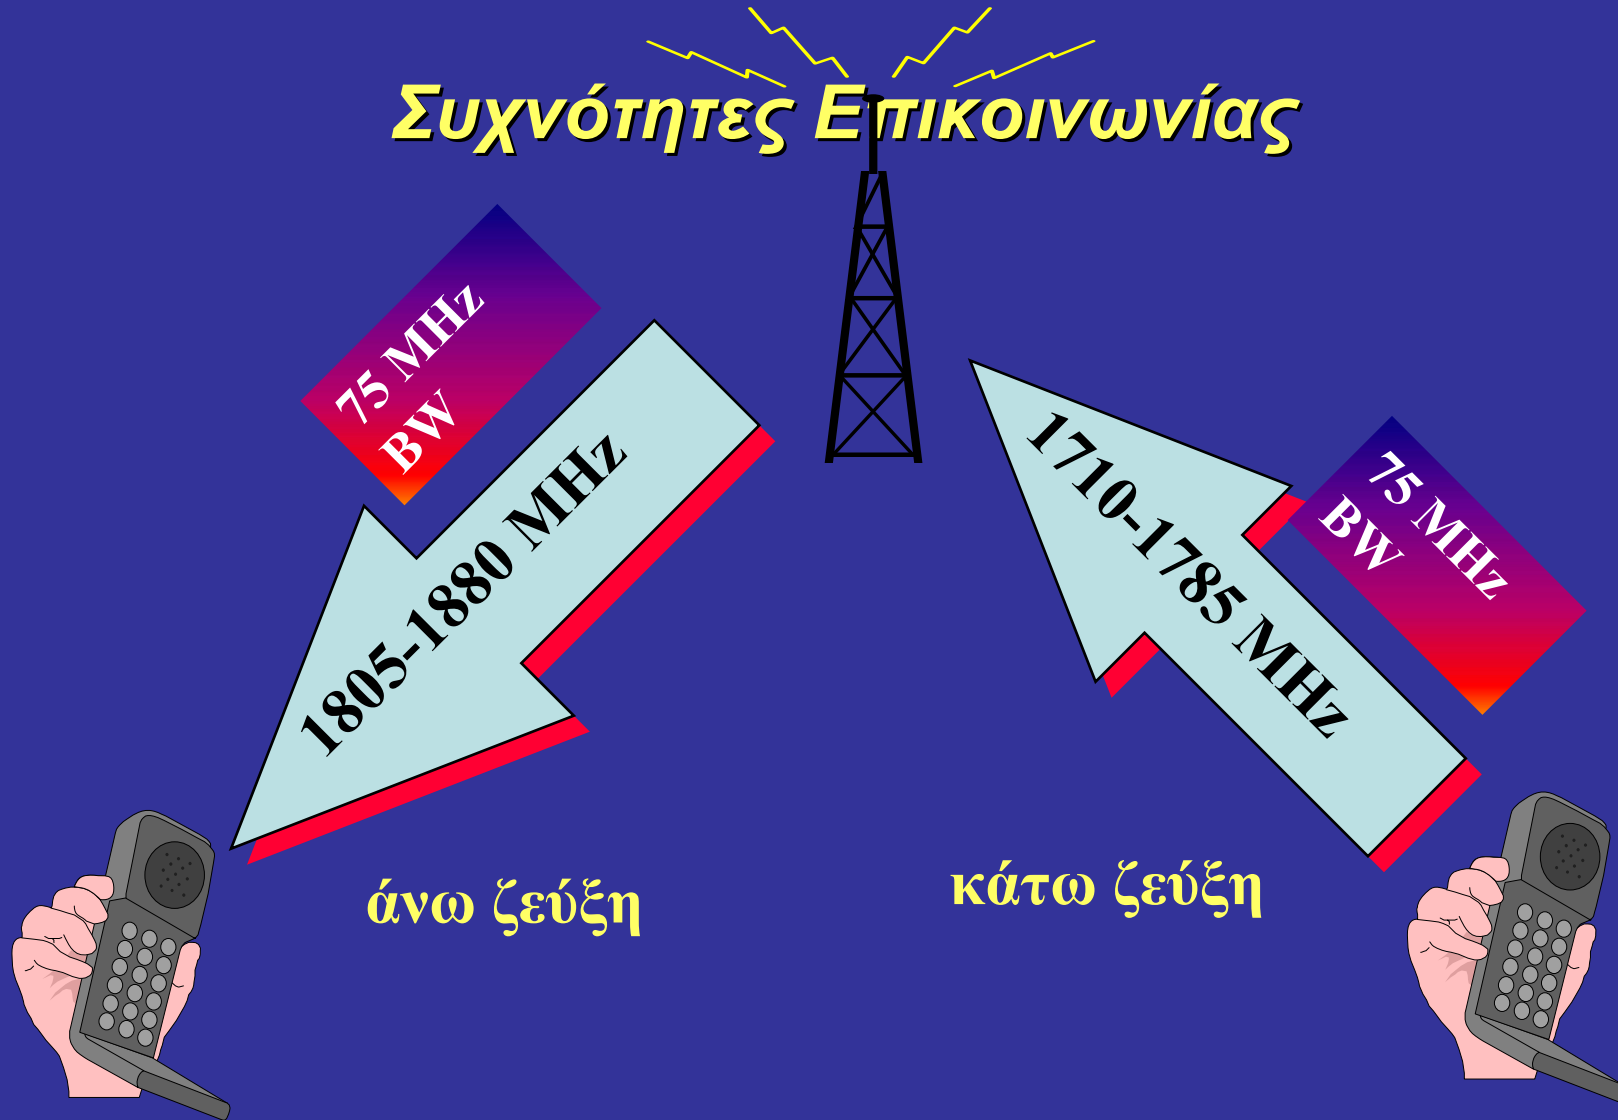 Συχνότητες Επικοινωνίας
75 MHz
BW
1805-1880 MHz
1710-1785 MHz
75 MHz
BW
άνω ζεύξη
κάτω ζεύξη